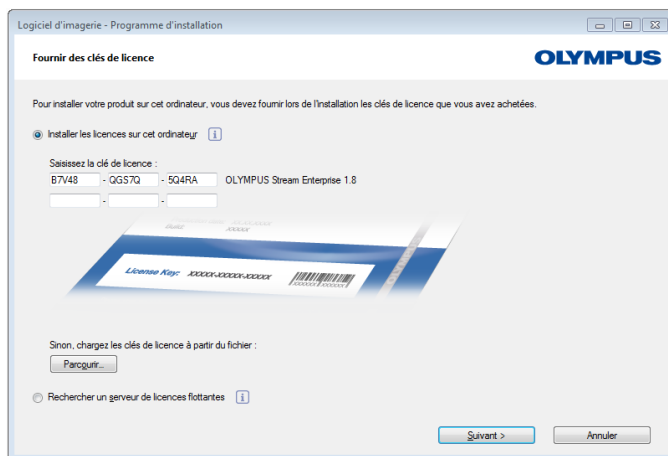 Logiciel d'imagerie - Programme d'installation
Fournir des clés de licence
OLYMPUS
Pour installer votre produit sur cet ordinateur, vous devez fournir lors de l'installation les clés de licence que vous avez achetées.
Installer les licences sur cet ordinateur
Saisissez la clé de licence :
B7V48 - QGS7Q - 5Q4RA OLYMPUS Stream Enterprise 1.8
- -
License Key: XXXXX-XXXXX-XXXXX
Sinon, chargez les clés de licence à partir du fichier :
Parcourir...
Rechercher un serveur de licences flottantes
Suivant > Annuler